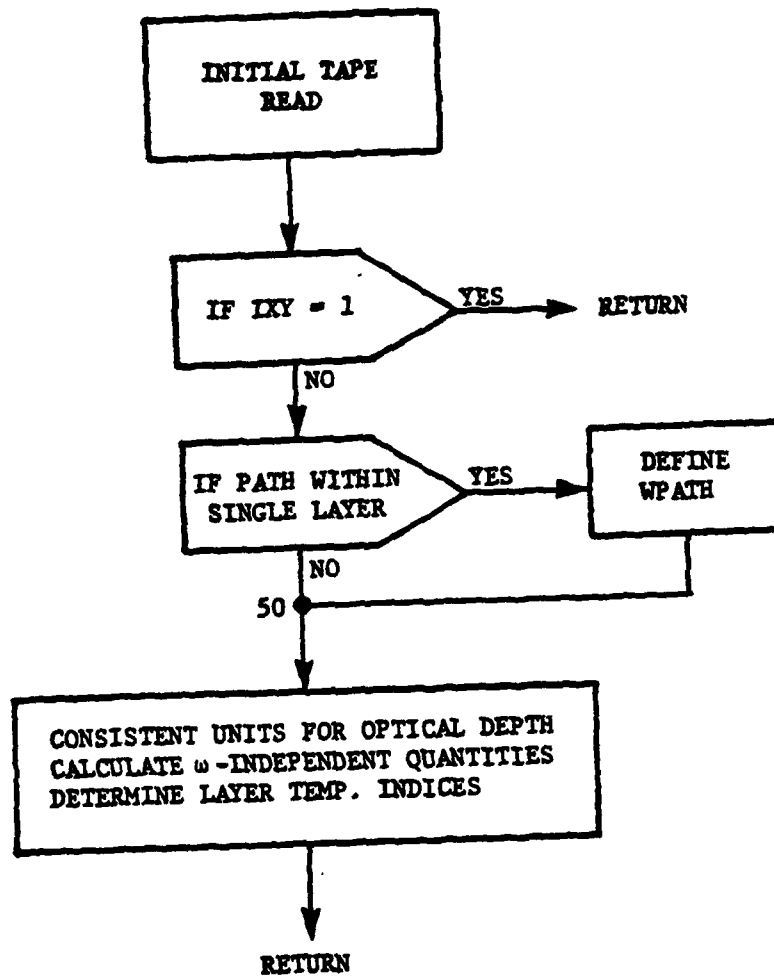 INITIAL TAPE
READ
IF IXY = 1
YES
RETURN
NO
IF PATH WITHIN
SINGLE LAYER
YES
DEFINE
WPATH
NO
50
CONSISTENT UNITS FOR OPTICAL DEPTH
CALCULATE ω-INDEPENDENT QUANTITIES
DETERMINE LAYER TEMP. INDICES
RETURN